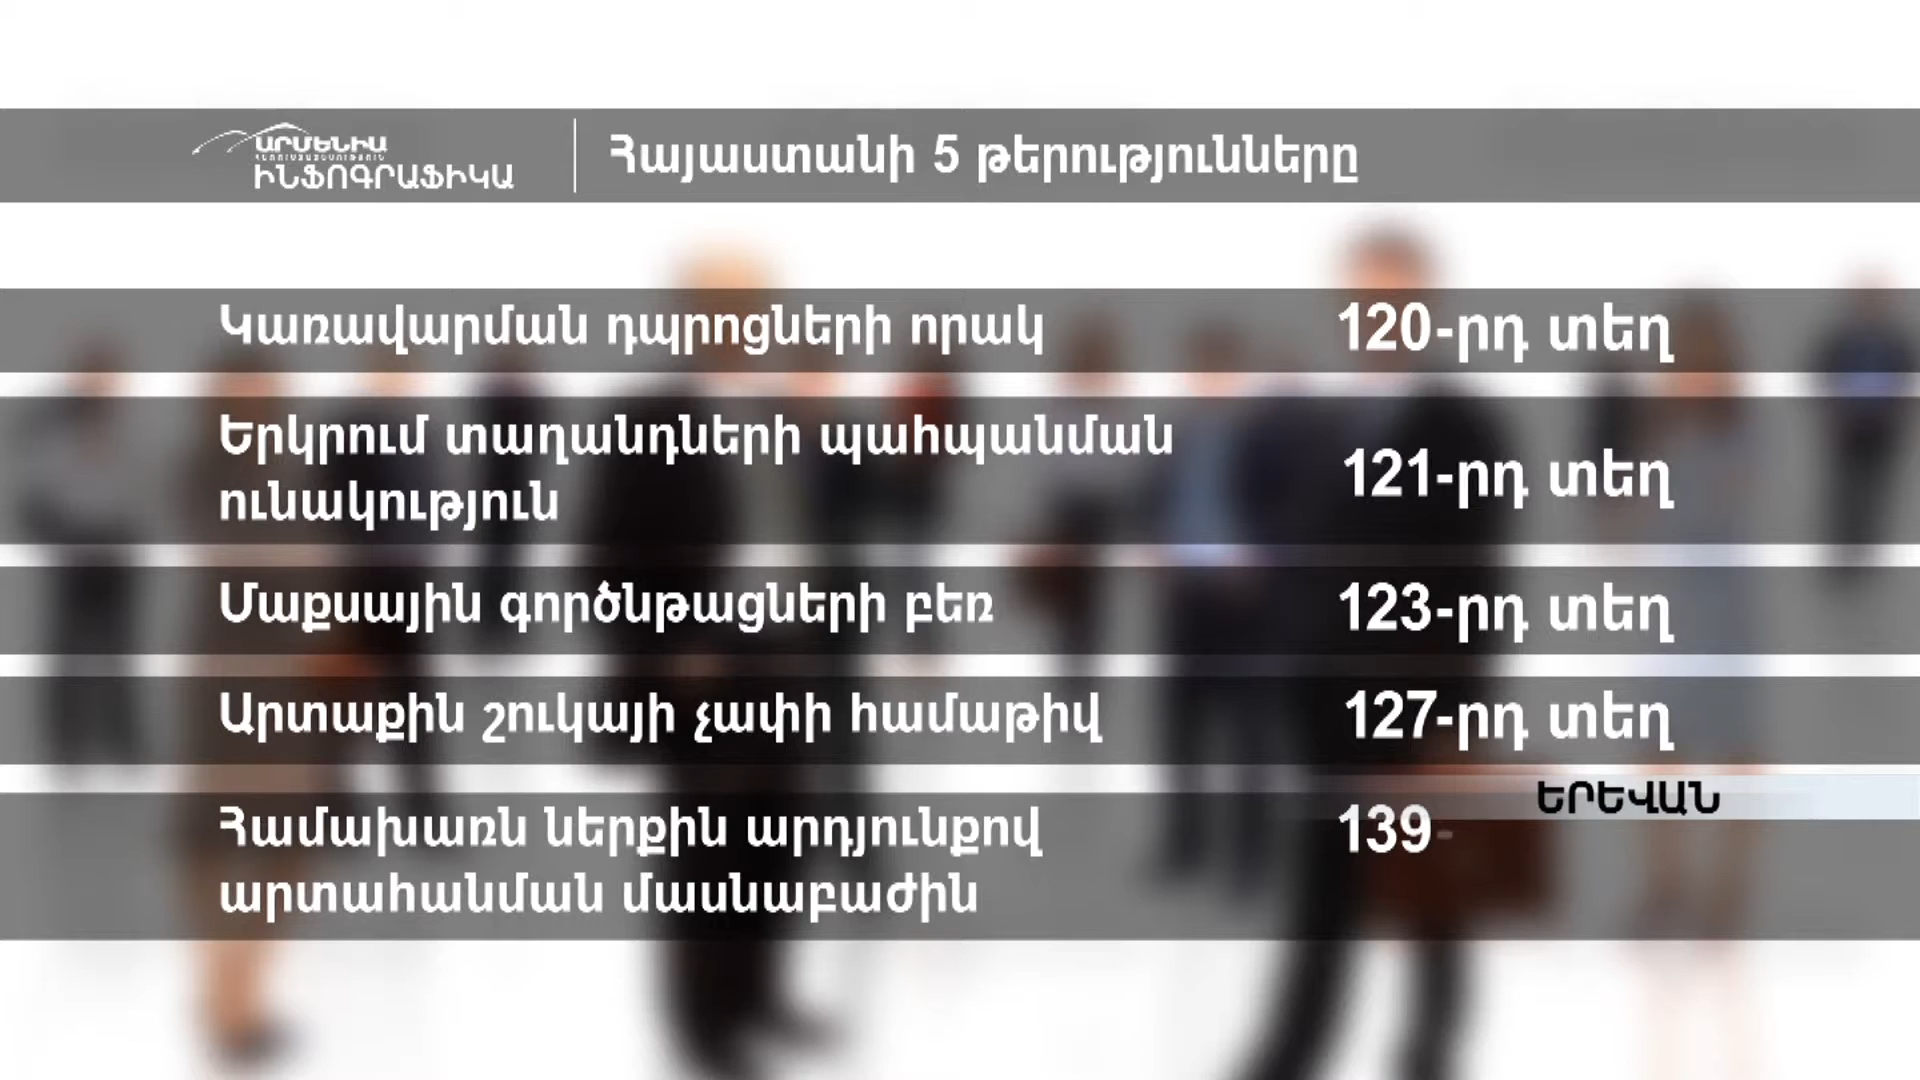 ԱՐՄԵՆԻԱ
ԻՆՖՈԳՐԱՖԻԿԱ
Հայաստանի 5 թերությունները
Կառավարման դպրոցների որակ
120-րդ տեղ
Երկրում տաղանդների պահպանման
ունակություն
121-րդ տեղ
Մաքսային գործնթացների բեռ
123-րդ տեղ
Արտաքին շուկայի չափի համաթիվ
127-րդ տեղ
ԵՐԵՎԱՆ
Համախառն ներքին արդյունքով
արտահանման մասնաբաժին
139-